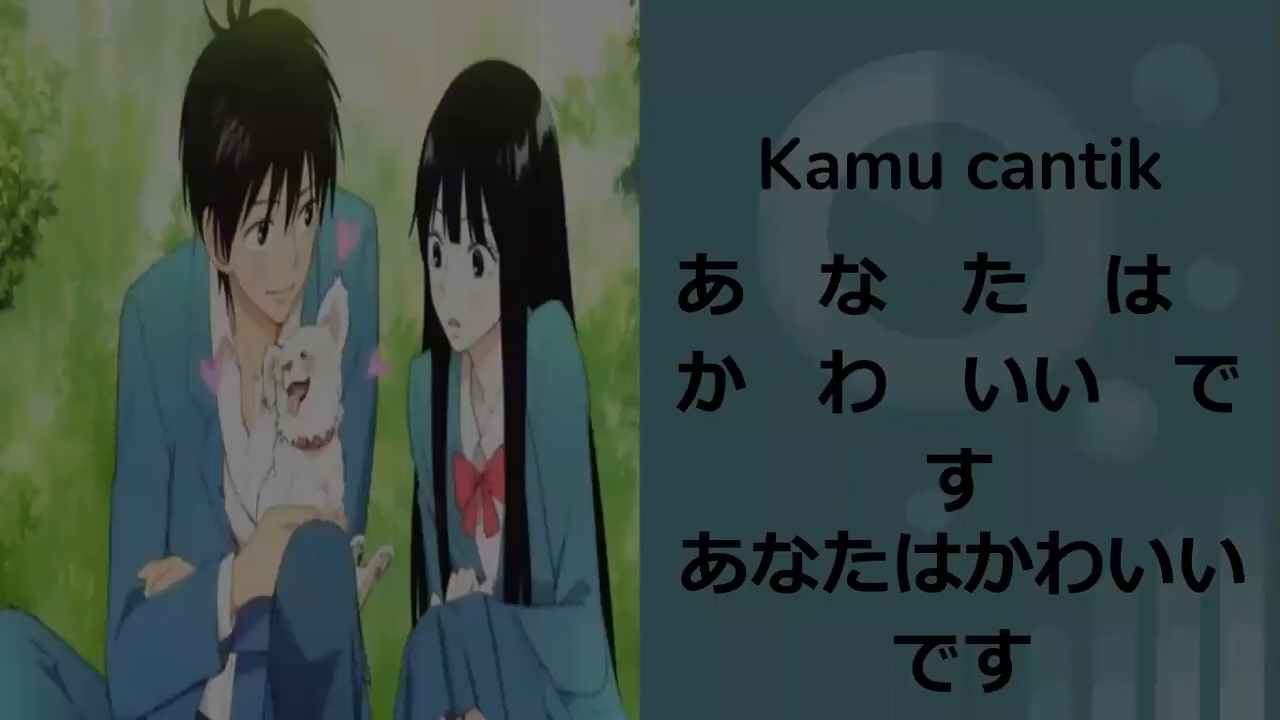 Kamu cantik
あ　な　た　は
か　わ　いい　で
す
あなたはかわいい
です